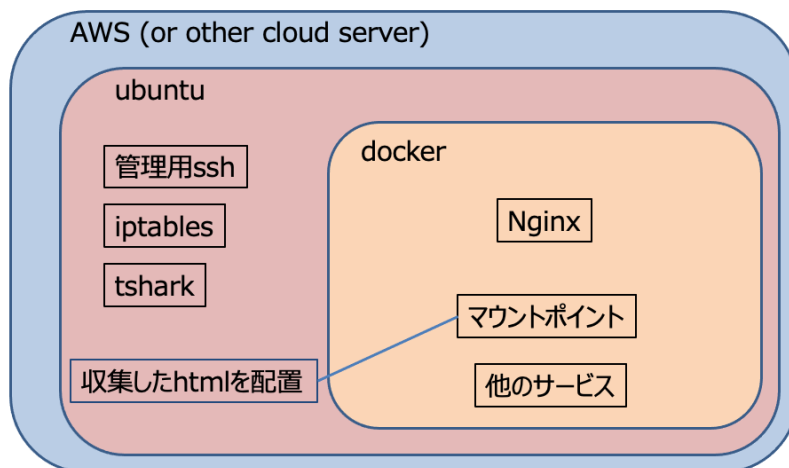 AWS (or other cloud server)
ubuntu
docker
管理用ssh
iptables
tshark
Nginx
マウントポイント
収集したhtmlを配置
他のサービス